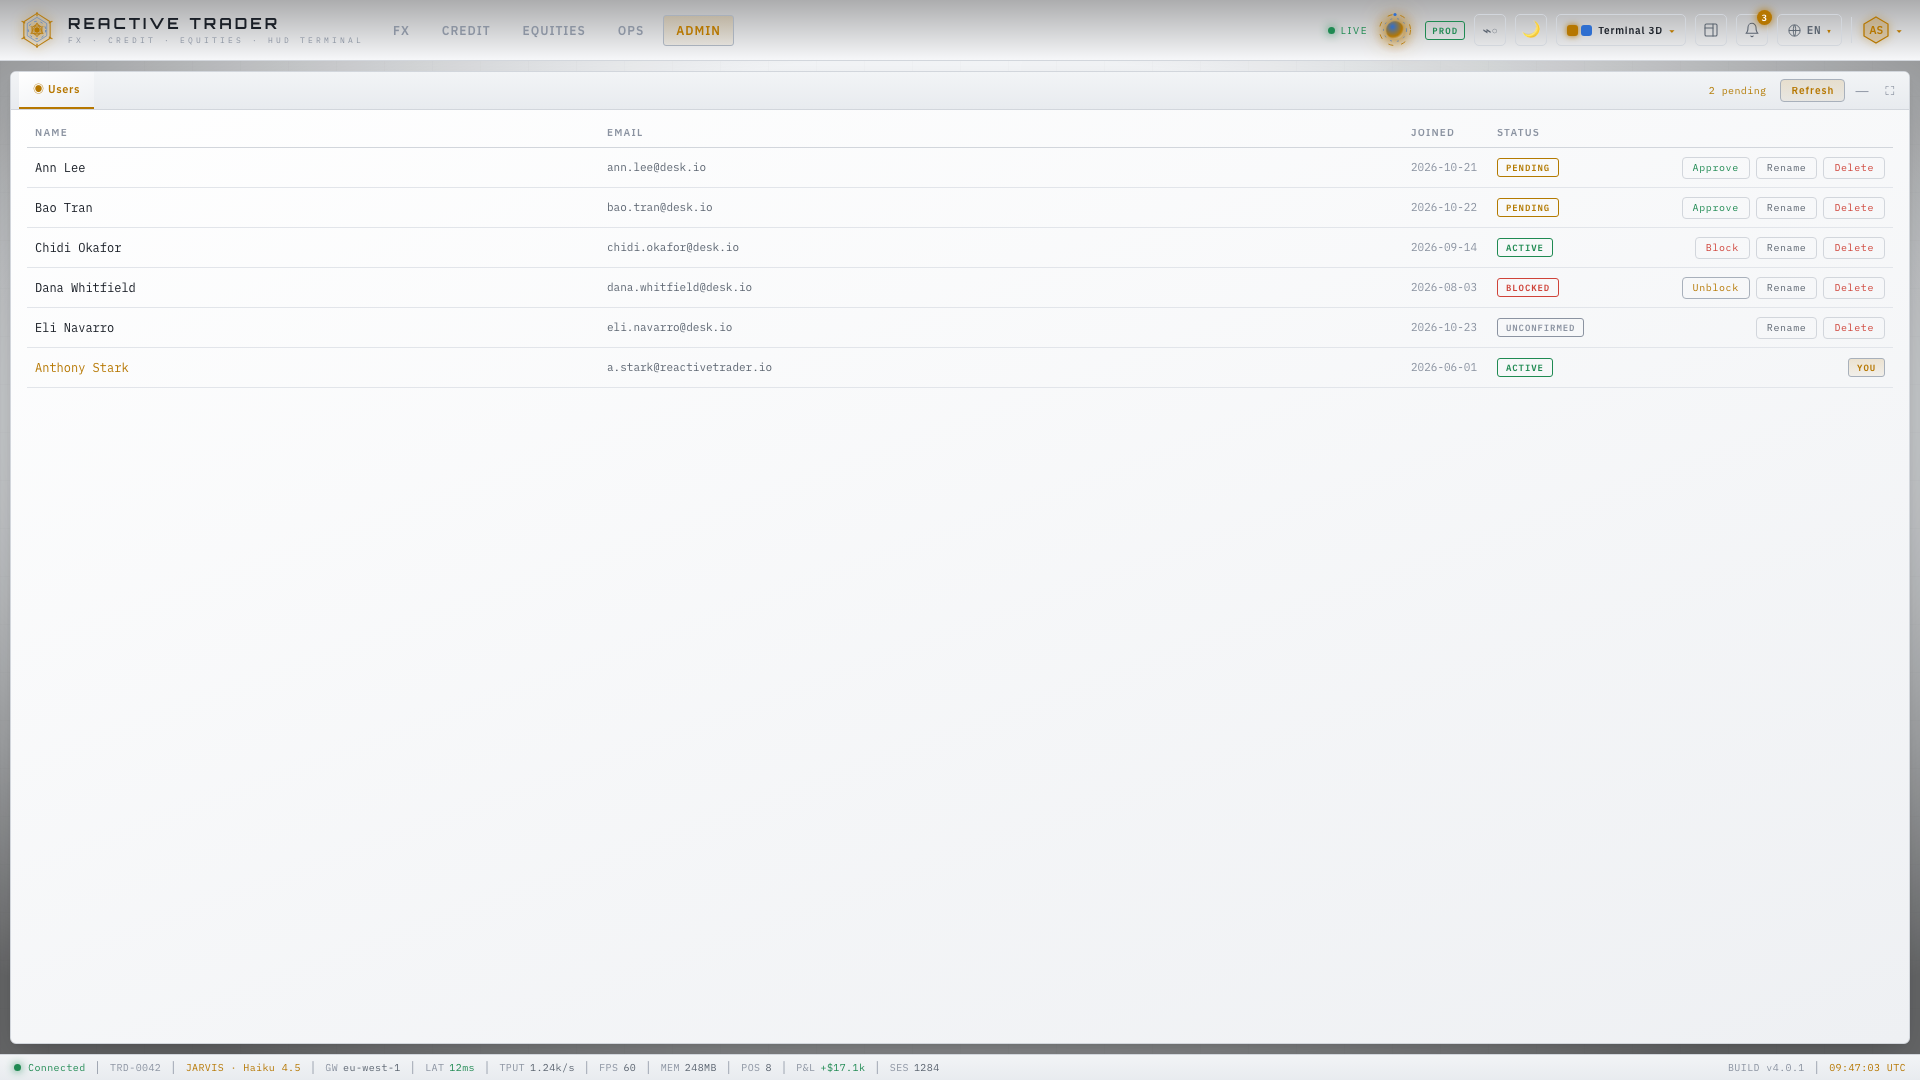 REACTIVE TRADER
FX · CREDIT · EQUITIES · HUD TERMINAL
FX CREDIT EQUITIES OPS ADMIN
LIVE PROD Terminal 3D 3 EN AS
Users
2 pending Refresh
NAME EMAIL JOINED STATUS
Ann Lee ann.lee@desk.io 2026-10-21 PENDING Approve Rename Delete
Bao Tran bao.tran@desk.io 2026-10-22 PENDING Approve Rename Delete
Chidi Okafor chidi.okafor@desk.io 2026-09-14 ACTIVE Block Rename Delete
Dana Whitfield dana.whitfield@desk.io 2026-08-03 BLOCKED Unblock Rename Delete
Eli Navarro eli.navarro@desk.io 2026-10-23 UNCONFIRMED Rename Delete
Anthony Stark a.stark@reactivetrader.io 2026-06-01 ACTIVE YOU
Connected TRD-0042 JARVIS · Haiku 4.5 GW eu-west-1 LAT 12ms TPUT 1.24k/s FPS 60 MEM 248MB POS 8 P&L +$17.1k SES 1284 BUILD v4.0.1 09:47:03 UTC